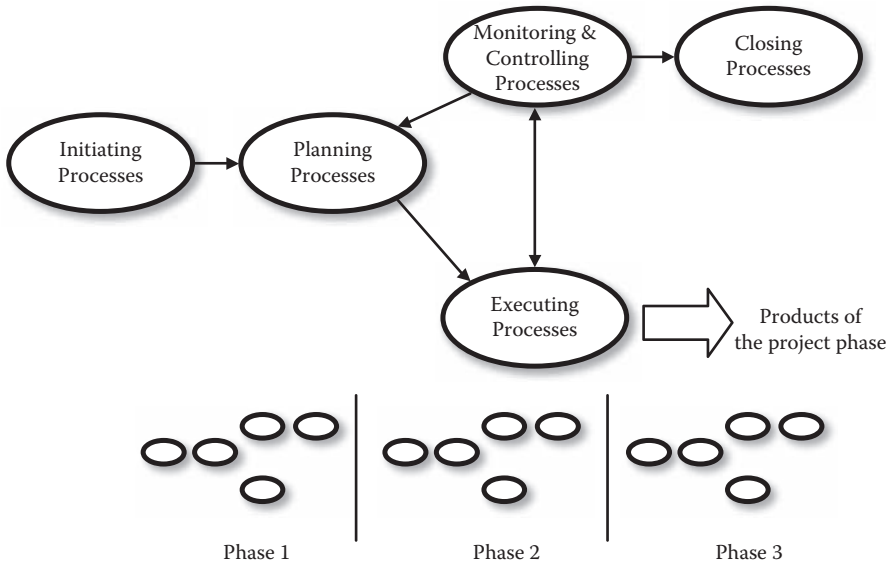 Monitoring &
Controlling
Processes
Closing
Processes
Initiating
Processes
Planning
Processes
Executing
Processes
Products of
the project phase
Phase 1
Phase 2
Phase 3